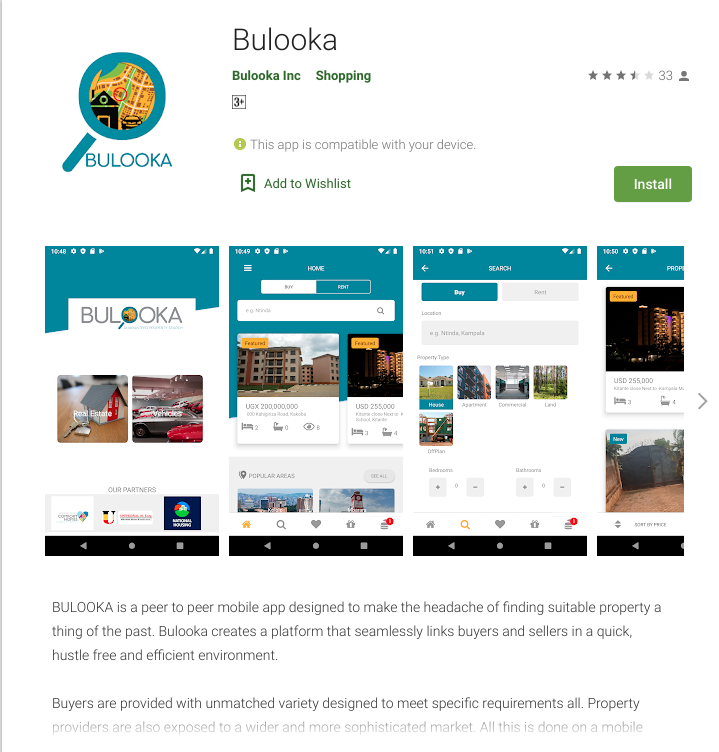 Bulooka
Bulooka Inc Shopping
33
3+
This app is compatible with your device.
Add to Wishlist
Install
BULOOKA
10:48
BULOOKA
Real Estate
Vehicles
OUR PARTNERS
NATIONAL
HOUSING
10:49
HOME
BUY RENT
e.g. Ntinda
Featured
UGX 200,000,000
2 0 8
Featured
USD 255,000
3 4
POPULAR AREAS SEE ALL
10:51
SEARCH
Buy Rent
Location
e.g. Ntinda, Kampala
Property Type
House Apartment Commercial Land
OffPlan
Bedrooms Bathrooms
+ 0 − + 0 −
10:50
PROPE
Featured
USD 255,000
Kitante close Next to Kampala M
3 4
New
SORT BY PRICE
BULOOKA is a peer to peer mobile app designed to make the headache of finding suitable property a
thing of the past. Bulooka creates a platform that seamlessly links buyers and sellers in a quick,
hustle free and efficient environment.
Buyers are provided with unmatched variety designed to meet specific requirements all. Property
providers are also exposed to a wider and more sophisticated market. All this is done on a mobile